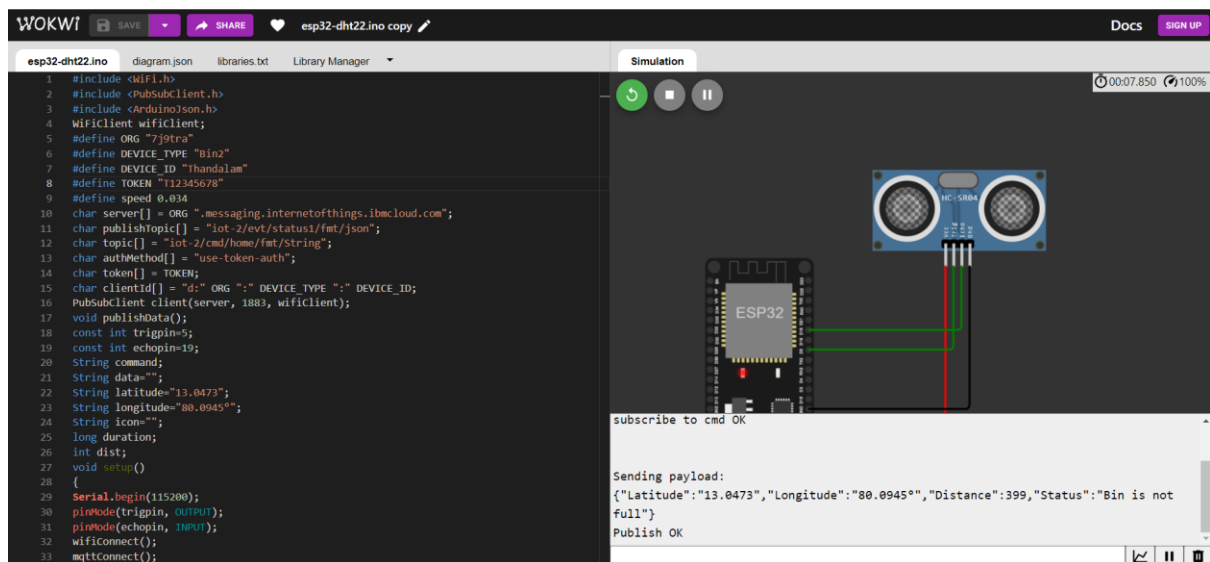 WOKWI SAVE SHARE esp32-dht22.ino copy Docs SIGN UP
esp32-dht22.ino diagram.json libraries.txt Library Manager
1 #include <WiFi.h>
2 #include <PubSubClient.h>
3 #include <ArduinoJson.h>
4 WiFiClient wifiClient;
5 #define ORG "7j9tra"
6 #define DEVICE_TYPE "Bin2"
7 #define DEVICE_ID "Thandalam"
8 #define TOKEN "T12345678"
9 #define speed 0.034
10 char server[] = ORG ".messaging.internetofthings.ibmcloud.com";
11 char publishTopic[] = "iot-2/evt/status1/fmt/json";
12 char topic[] = "iot-2/cmd/home/fmt/String";
13 char authMethod[] = "use-token-auth";
14 char token[] = TOKEN;
15 char clientId[] = "d:" ORG ":" DEVICE_TYPE ":" DEVICE_ID;
16 PubSubClient client(server, 1883, wifiClient);
17 void publishData();
18 const int trigpin=5;
19 const int echopin=19;
20 String command;
21 String data="";
22 String latitude="13.0473";
23 String longitude="80.0945°";
24 String icon="";
25 long duration;
26 int dist;
27 void setup()
28 {
29 Serial.begin(115200);
30 pinMode(trigpin, OUTPUT);
31 pinMode(echopin, INPUT);
32 wifiConnect();
33 mqttConnect();
Simulation
00:07.850 100%
HC-SR04
Vcc
Trig
Echo
Gnd
ESP32
subscribe to cmd OK
Sending payload:
{"Latitude":"13.0473","Longitude":"80.0945°","Distance":399,"Status":"Bin is not
full"}
Publish OK